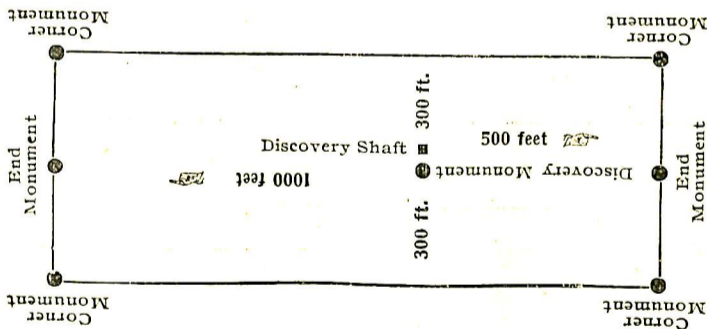 Corner
Monument
Corner
Monument
End
Monument
300 ft.
500 feet
Discovery Shaft
Discovery Monument
1000 feet
300 ft.
End
Monument
Corner
Monument
Corner
Monument